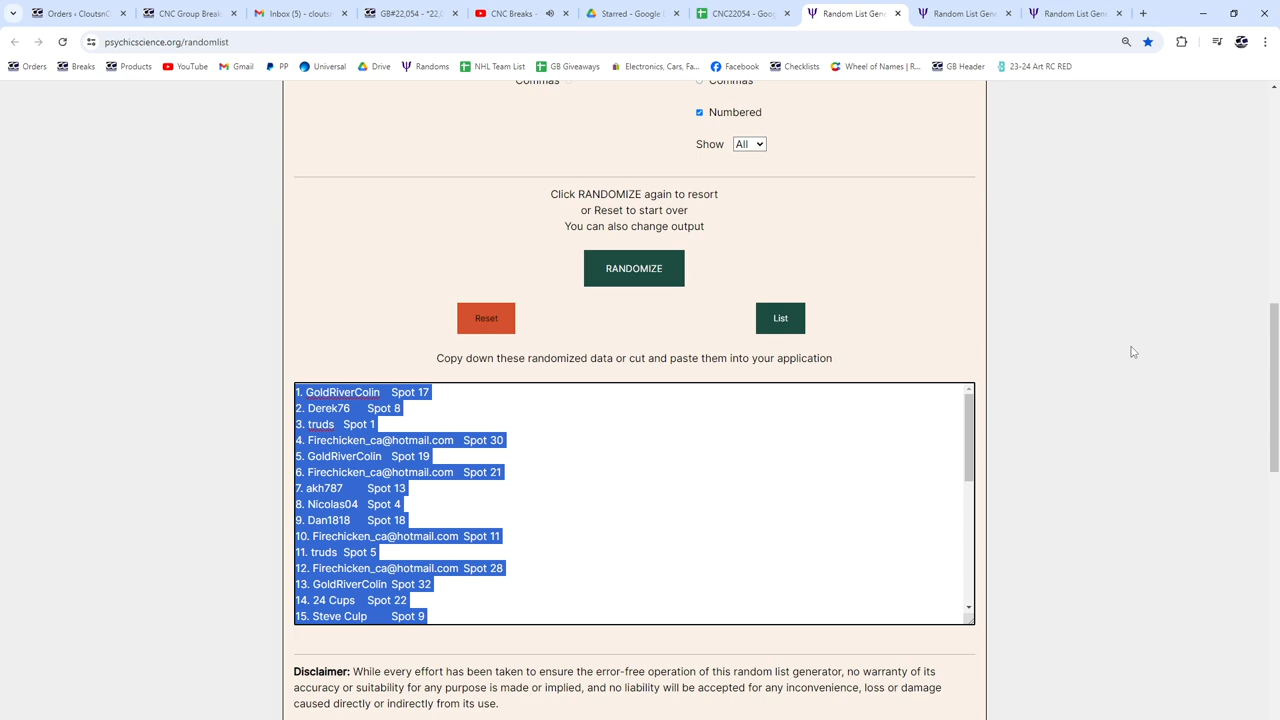 Orders ‹ CloutsnC
CNC Group Break
Inbox (5) - cloutsn
GB#22,054 - *22,0
CNC Breaks -
Starred - Google
CNC22054 - Goo
Random List Gene
Random List Gen
Random List Gen
psychicscience.org/randomlist
Orders
Breaks
Products
YouTube
Gmail
PP
Universal
Drive
Randoms
NHL Team List
GB Giveaways
Electronics, Cars, Fa...
Facebook
Checklists
Wheel of Names | R...
GB Header
23-24 Art RC RED
Commas
Commas
Numbered
Show All
Click RANDOMIZE again to resort
or Reset to start over
You can also change output
RANDOMIZE
Reset
List
Copy down these randomized data or cut and paste them into your application
1. GoldRiverColin Spot 17
2. Derek76 Spot 8
3. truds Spot 1
4. Firechicken_ca@hotmail.com Spot 30
5. GoldRiverColin Spot 19
6. Firechicken_ca@hotmail.com Spot 21
7. akh787 Spot 13
8. Nicolas04 Spot 4
9. Dan1818 Spot 18
10. Firechicken_ca@hotmail.com Spot 11
11. truds Spot 5
12. Firechicken_ca@hotmail.com Spot 28
13. GoldRiverColin Spot 32
14. 24 Cups Spot 22
15. Steve Culp Spot 9
Disclaimer: While every effort has been taken to ensure the error-free operation of this random list generator, no warranty of its
accuracy or suitability for any purpose is made or implied, and no liability will be accepted for any inconvenience, loss or damage
caused directly or indirectly from its use.